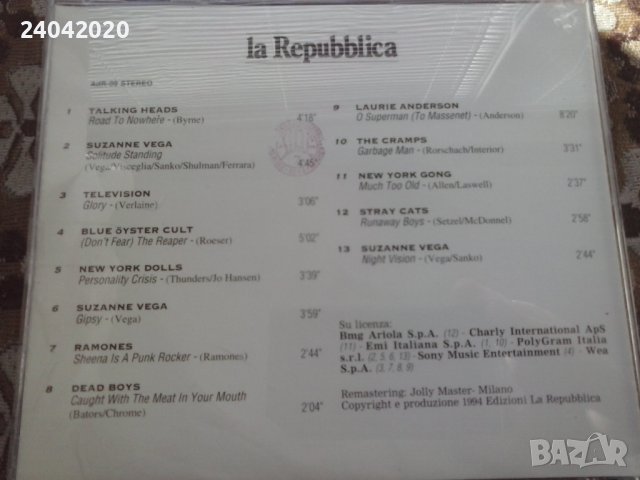 24042020
la Repubblica
AdR-09 STEREO
1 TALKING HEADS
Road To Nowhere - (Byrne) 4'18"
2 SUZANNE VEGA
Solitude Standing
(Vega/Visceglia/Sanko/Shulman/Ferrara) 4'45"
3 TELEVISION
Glory - (Verlaine) 3'06"
4 BLUE ÖYSTER CULT
(Don't Fear) The Reaper - (Roeser) 5'02"
5 NEW YORK DOLLS
Personality Crisis - (Thunders/Jo Hansen) 3'39"
6 SUZANNE VEGA
Gipsy - (Vega) 3'59"
7 RAMONES
Sheena Is A Punk Rocker - (Ramones) 2'44"
8 DEAD BOYS
Caught With The Meat In Your Mouth
(Bators/Chrome) 2'04"
9 LAURIE ANDERSON
O Superman (To Massenet) - (Anderson) 8'20"
10 THE CRAMPS
Garbage Man - (Rorschach/Interior) 3'31"
11 NEW YORK GONG
Much Too Old - (Allen/Laswell) 2'37"
12 STRAY CATS
Runaway Boys - (Setzel/McDonnel) 2'58"
13 SUZANNE VEGA
Night Vision - (Vega/Sanko) 2'44"
Su licenza:
Bmg Ariola S.p.A. (12) - Charly International ApS
(11) - Emi Italiana S.p.A. (1, 10) - PolyGram Italia
s.r.l. (2, 5, 6, 13) - Sony Music Entertainment (4) - Wea
S.p.A. (3, 7, 8, 9)
Remastering: Jolly Master- Milano
Copyright e produzione 1994 Edizioni La Repubblica
BAZAR